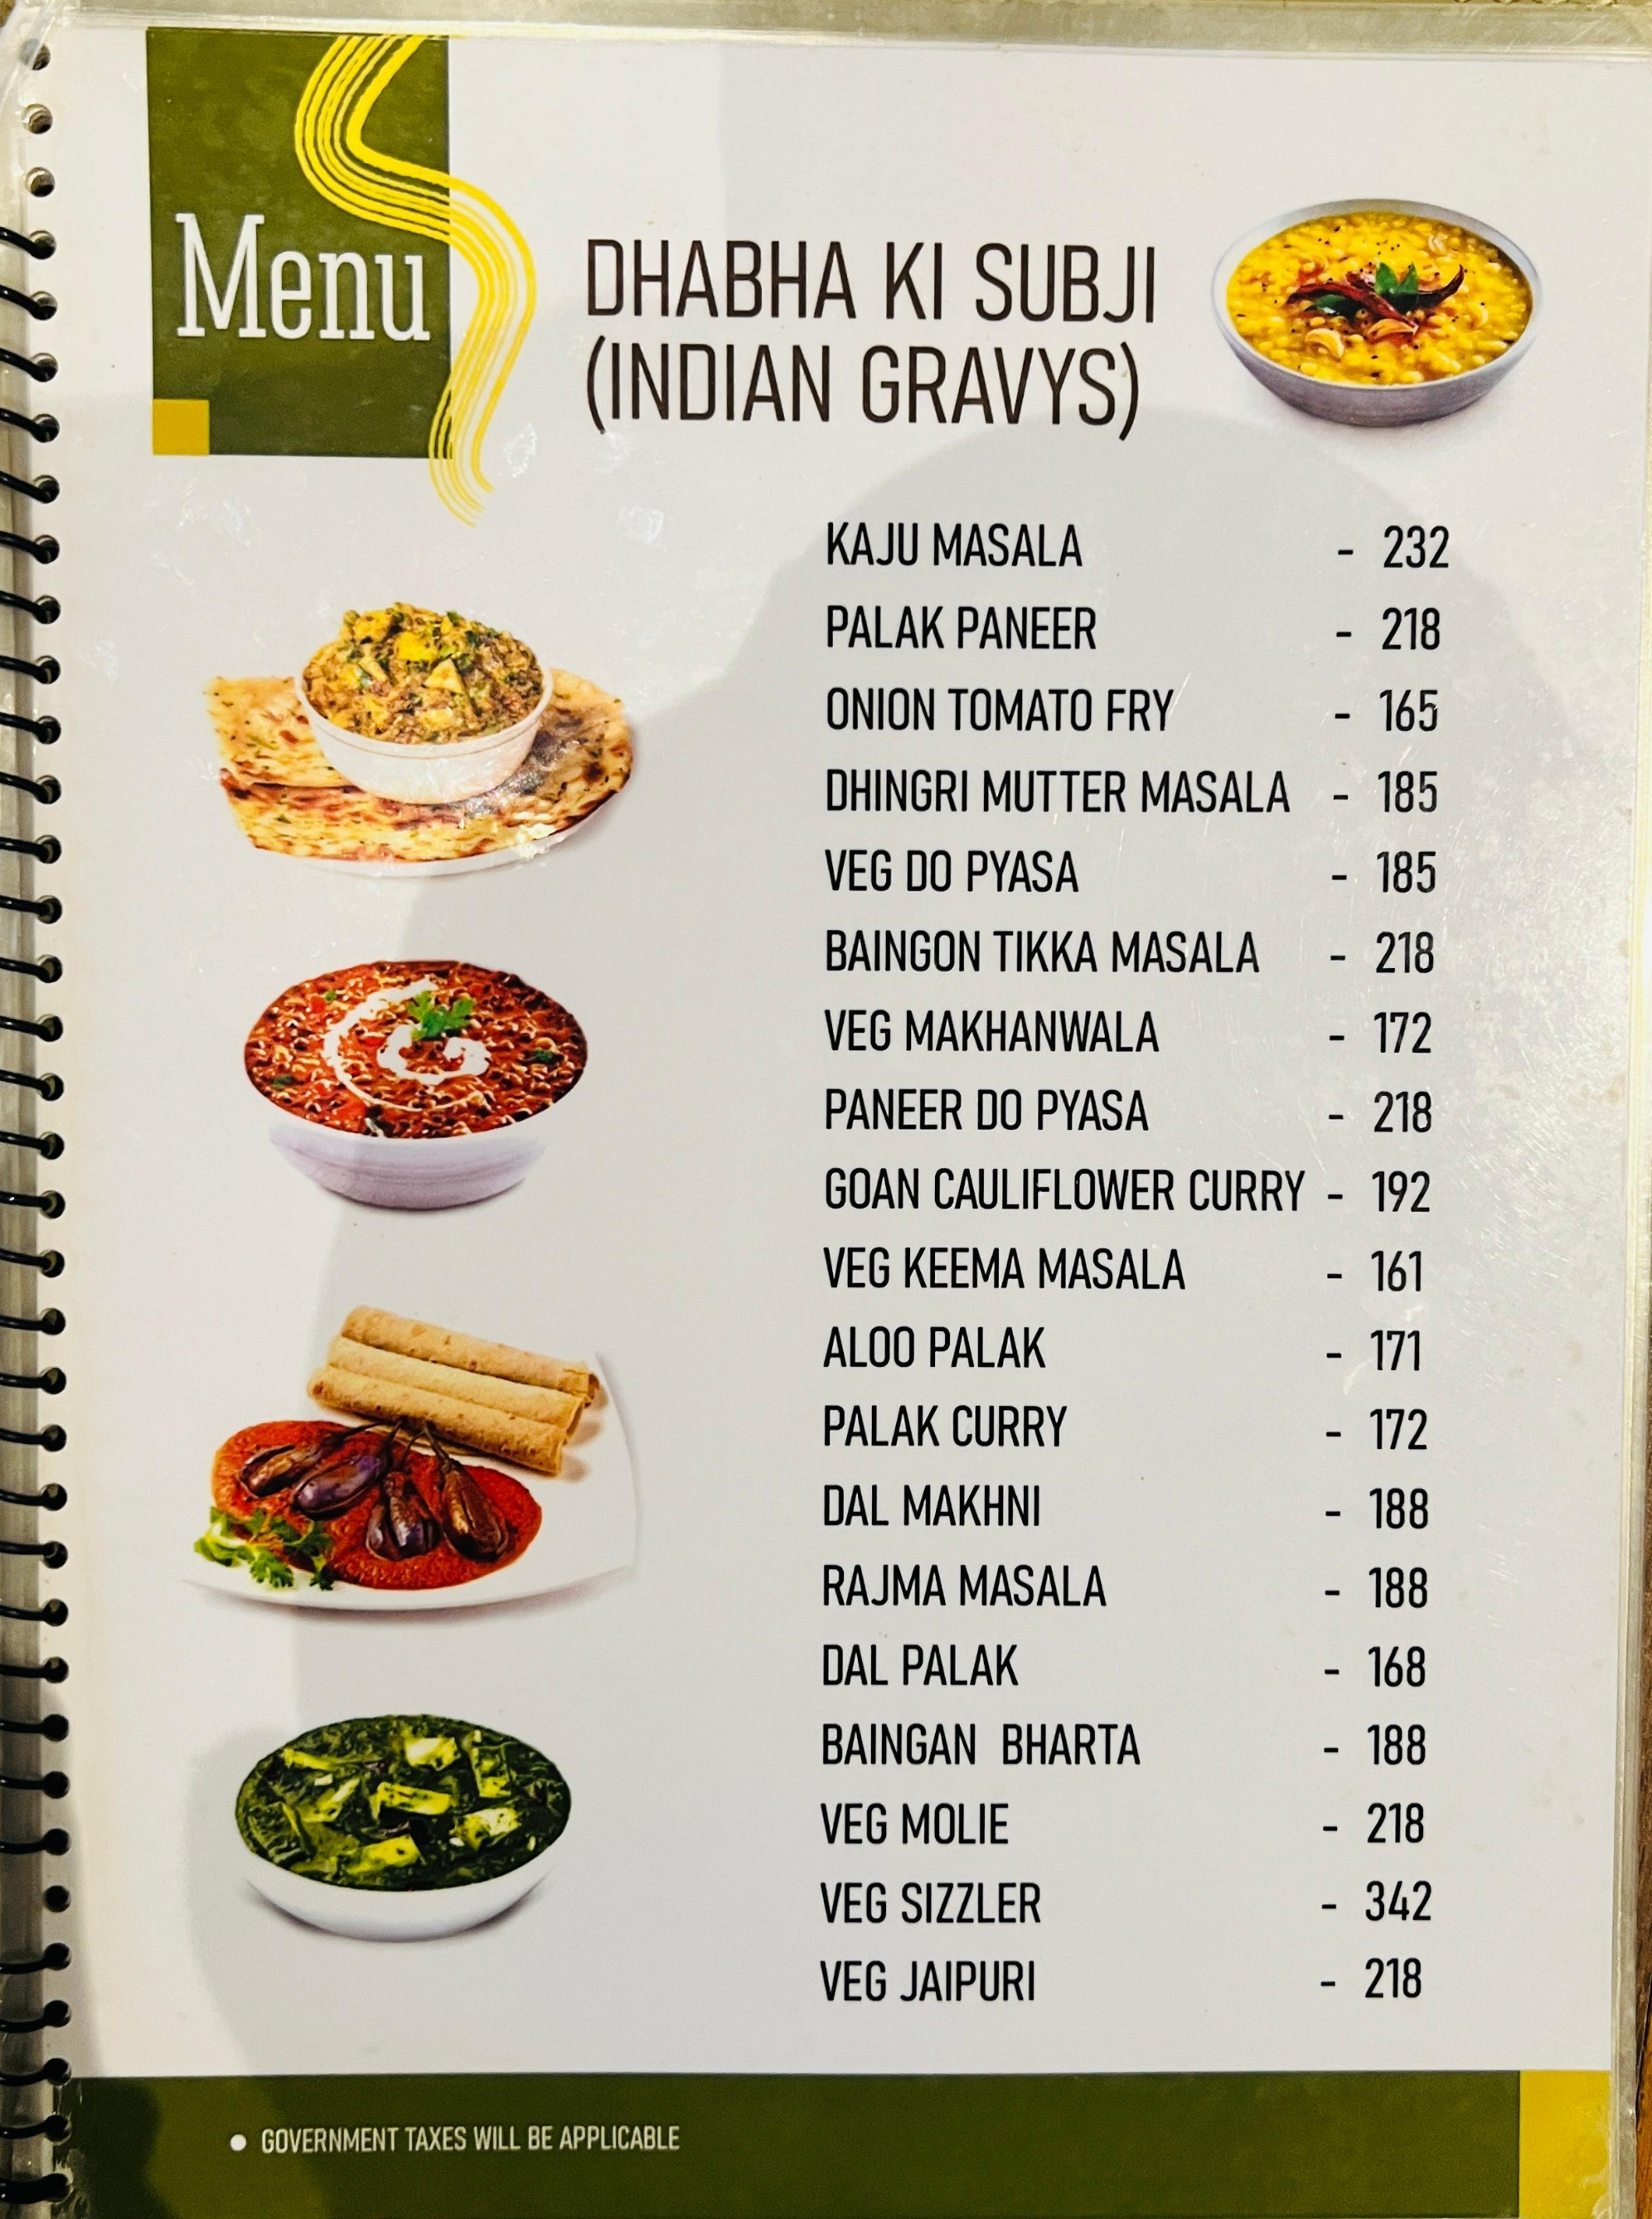 Menu
DHABHA KI SUBJI
(INDIAN GRAVYS)
KAJU MASALA - 232
PALAK PANEER - 218
ONION TOMATO FRY - 165
DHINGRI MUTTER MASALA - 185
VEG DO PYASA - 185
BAINGON TIKKA MASALA - 218
VEG MAKHANWALA - 172
PANEER DO PYASA - 218
GOAN CAULIFLOWER CURRY - 192
VEG KEEMA MASALA - 161
ALOO PALAK - 171
PALAK CURRY - 172
DAL MAKHNI - 188
RAJMA MASALA - 188
DAL PALAK - 168
BAINGAN BHARTA - 188
VEG MOLIE - 218
VEG SIZZLER - 342
VEG JAIPURI - 218
• GOVERNMENT TAXES WILL BE APPLICABLE